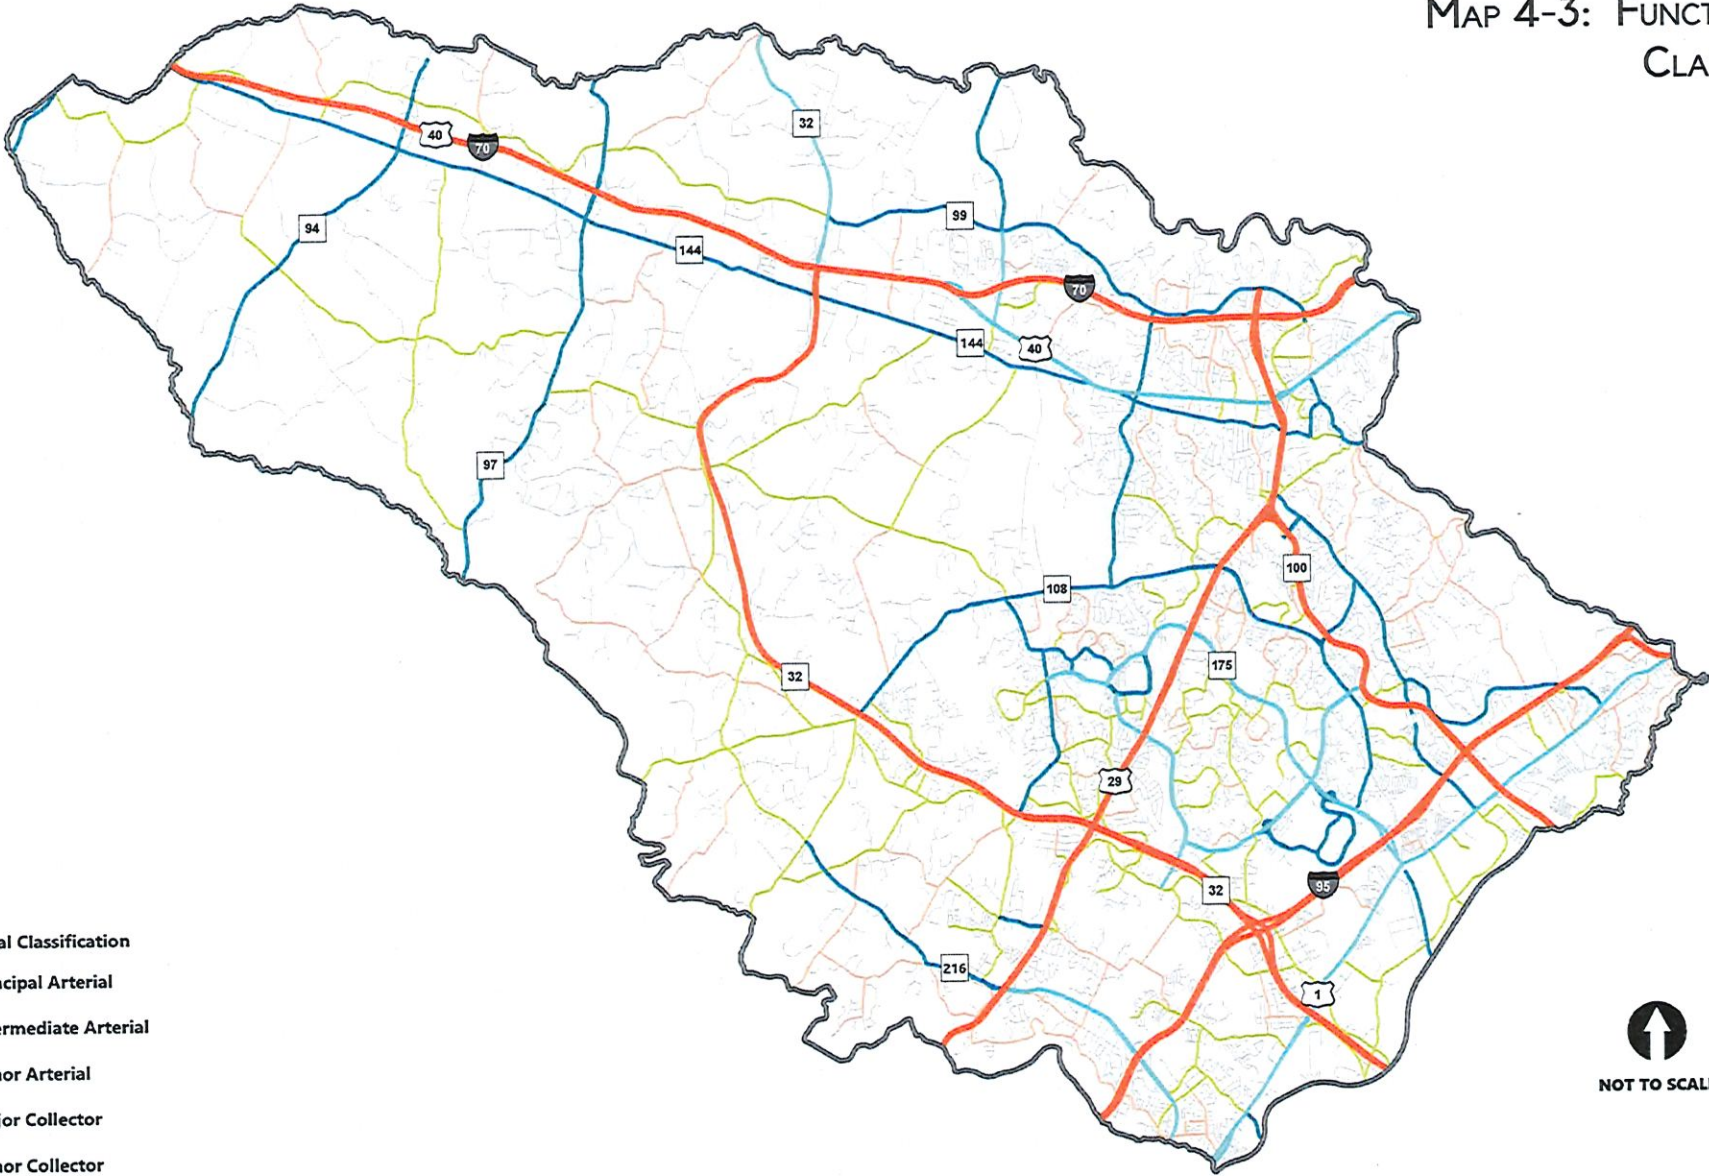 MAP 4-3: FUNCT
CLA
32
40
70
99
94
144
70
144
40
97
108
100
175
32
29
32
95
216
1
al Classification
ncipal Arterial
ermediate Arterial
nor Arterial
jor Collector
nor Collector
NOT TO SCAL